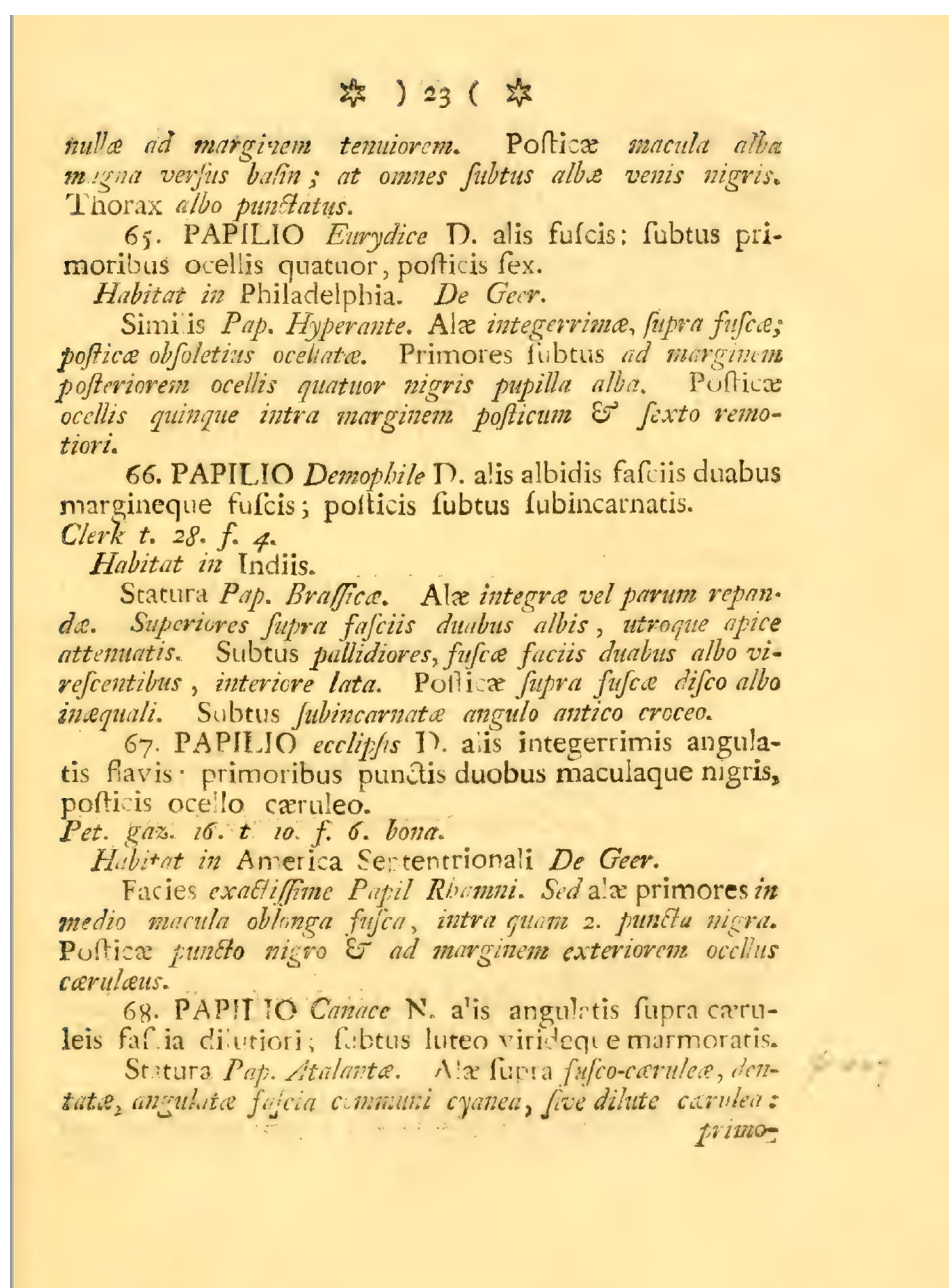 ✲ ) 23 ( ✲
nullæ ad marginem tenuiorem. Poſticæ macula alba
magna verſus baſin; at omnes ſubtus albæ venis nigris.
Thorax albo punctatus.
65. PAPILIO Eurydice D. alis fuſcis: ſubtus pri-
moribus ocellis quatuor, poſticis ſex.
Habitat in Philadelphia. De Geer.
Similis Pap. Hyperante. Alæ integerrimæ, ſupra fuſcæ;
poſticæ obſoletius ocellatæ. Primores ſubtus ad marginem
poſteriorem ocellis quatuor nigris pupilla alba. Poſticæ
ocellis quinque intra marginem poſticum & ſexto remo-
tiori.
66. PAPILIO Demophile D. alis albidis faſciis duabus
margineque fuſcis; poſticis ſubtus ſubincarnatis.
Clerk t. 28. f. 4.
Habitat in Indiis.
Statura Pap. Braſſicæ. Alæ integræ vel parum repan-
dæ. Superiores ſupra faſciis duabus albis, utroque apice
attenuatis. Subtus pallidiores, fuſcæ faciis duabus albo vi-
reſcentibus, interiore lata. Poſticæ ſupra fuſcæ diſco albo
inæquali. Subtus ſubincarnatæ angulo antico croceo.
67. PAPILIO ecclipſis D. alis integerrimis angula-
tis flavis: primoribus punctis duobus maculaque nigris,
poſticis ocello cæruleo.
Pet. gaz. 16. t 10. f. 6. bona.
Habitat in America Septentrionali De Geer.
Facies exactiſſime Papil Rhamni. Sed alæ primores in
medio macula oblonga fuſca, intra quam 2. puncta nigra.
Poſticæ puncto nigro & ad marginem exteriorem ocellus
cærulæus.
68. PAPILIO Canace N. alis angulatis ſupra cæru-
leis faſcia dilutiori; ſubtus luteo viridequemarmoratis.
Statura Pap. Atalantæ. Alæ ſupra fuſco-cæruleæ, den-
tatæ, angulatæ faſcia communi cyanea, ſive dilute cærulea:
primo-